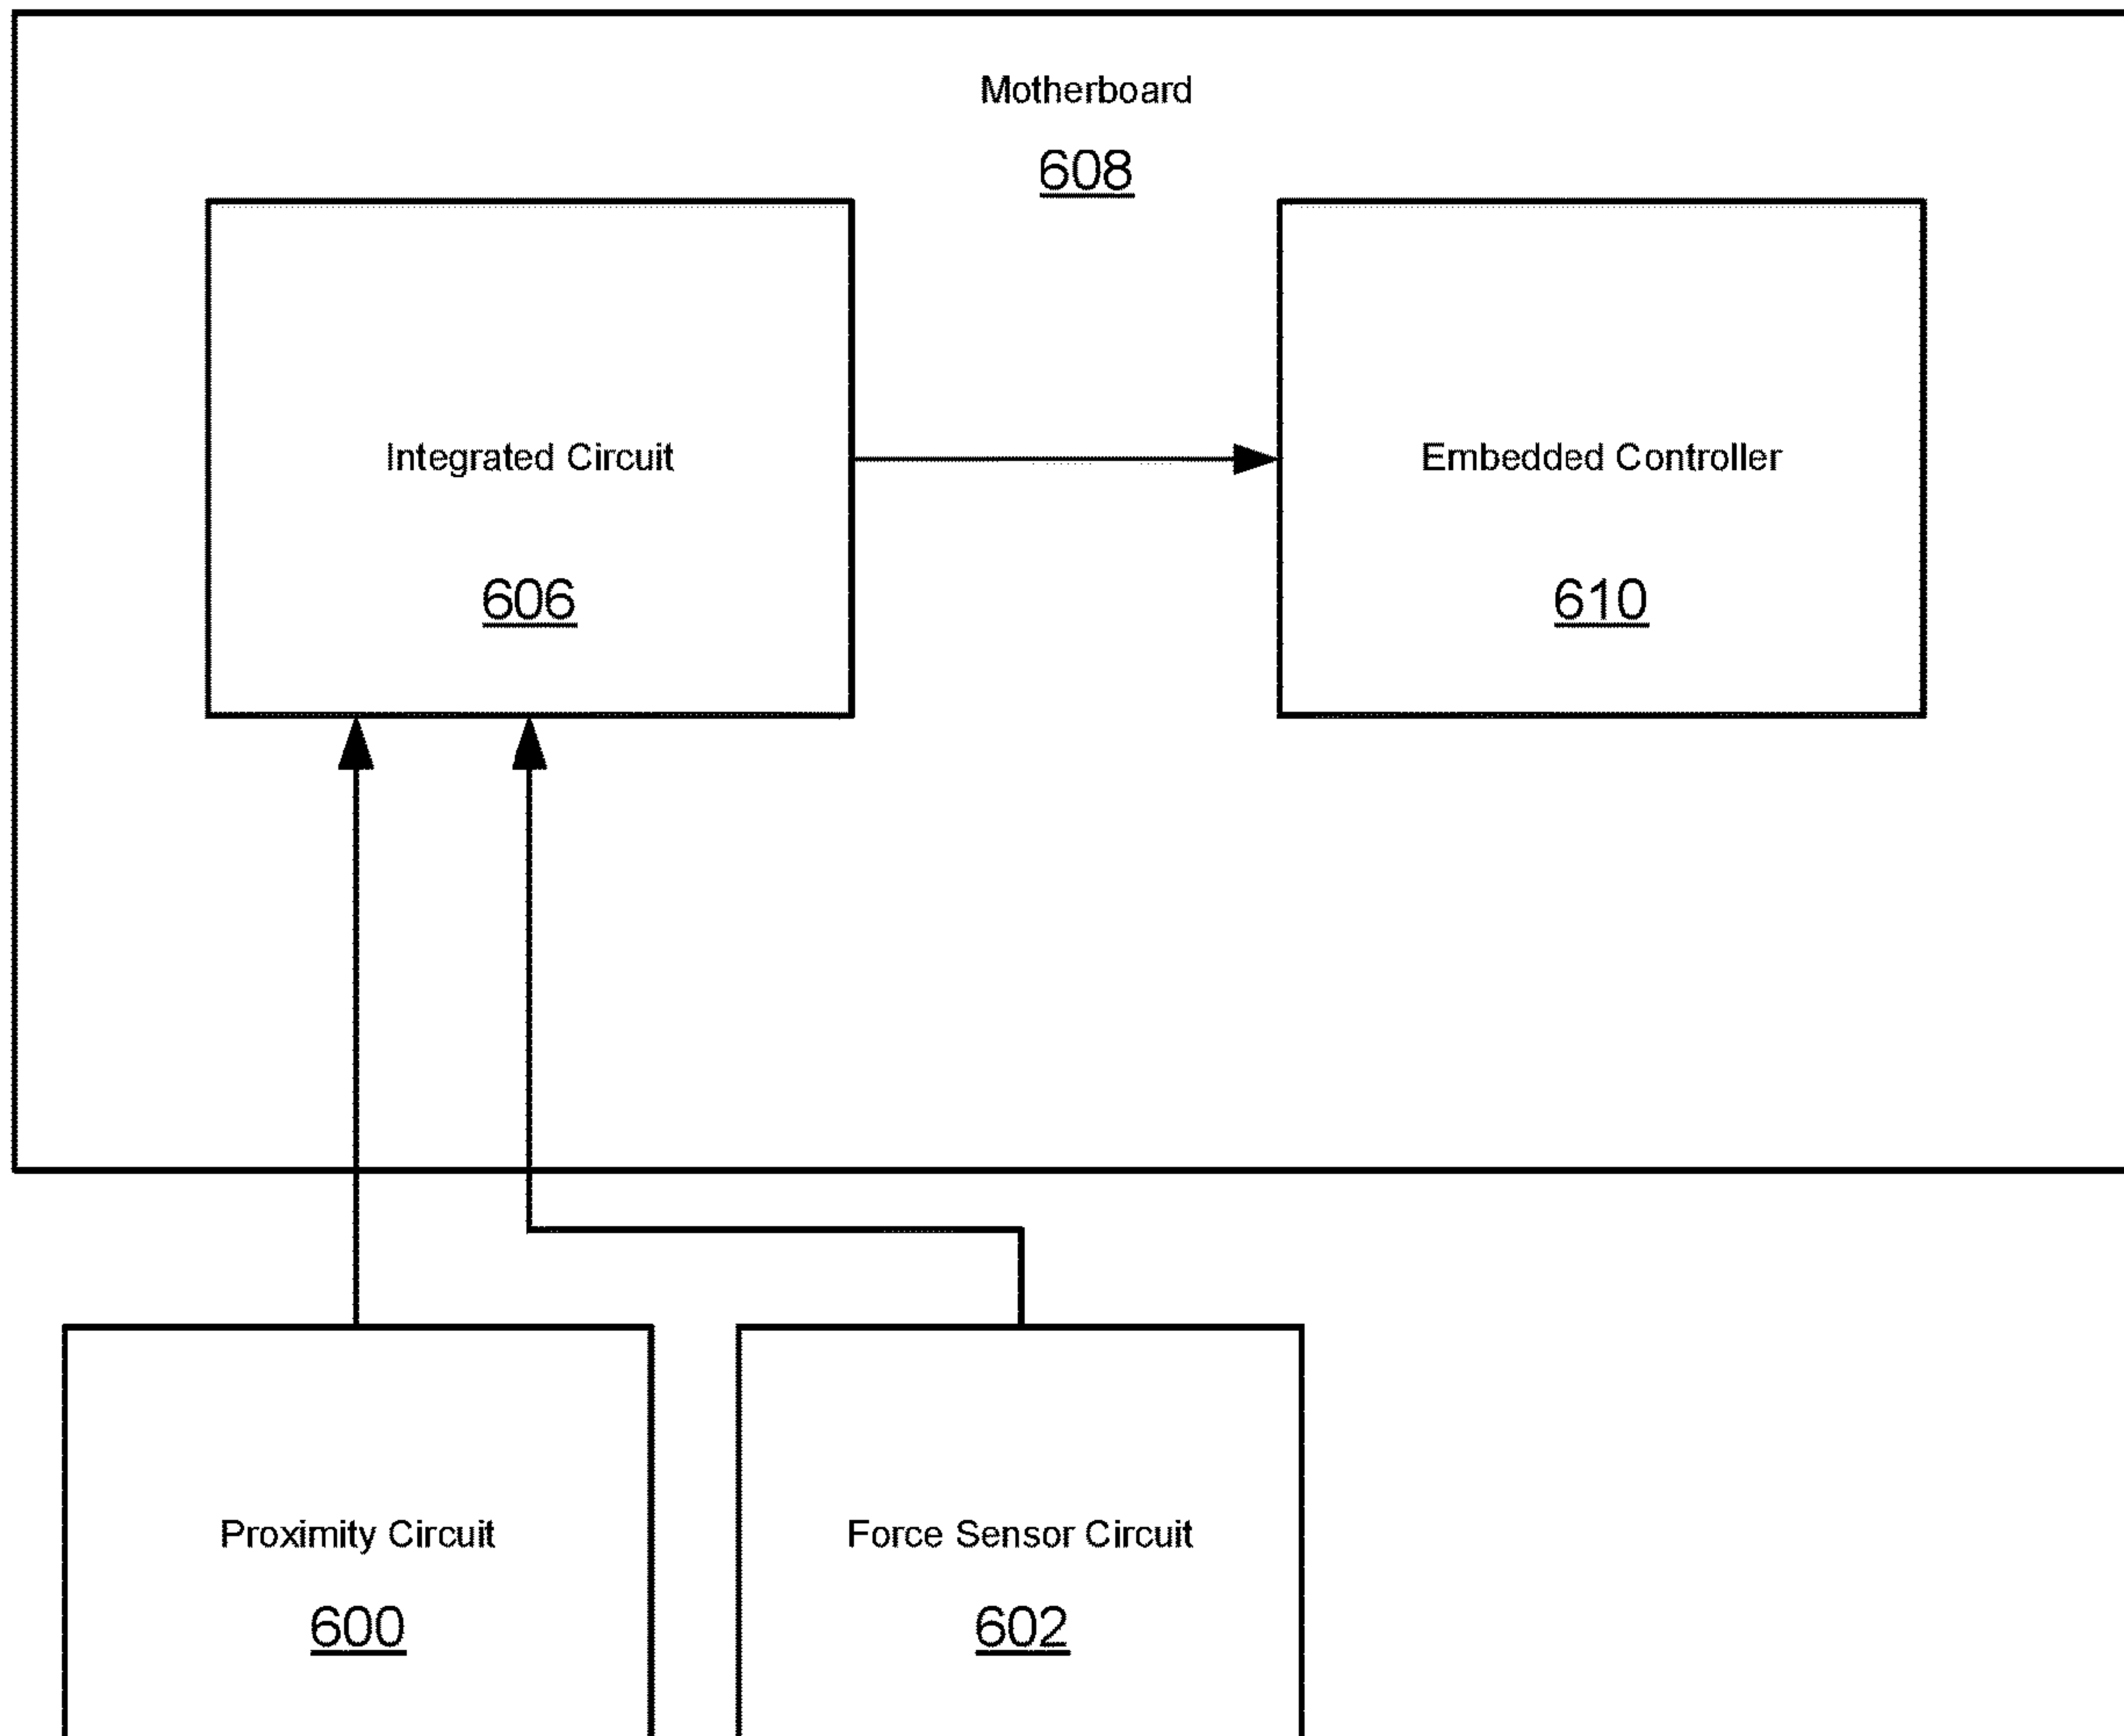 Motherboard
608
Integrated Circuit
606
Embedded Controller
610
Proximity Circuit
600
Force Sensor Circuit
602